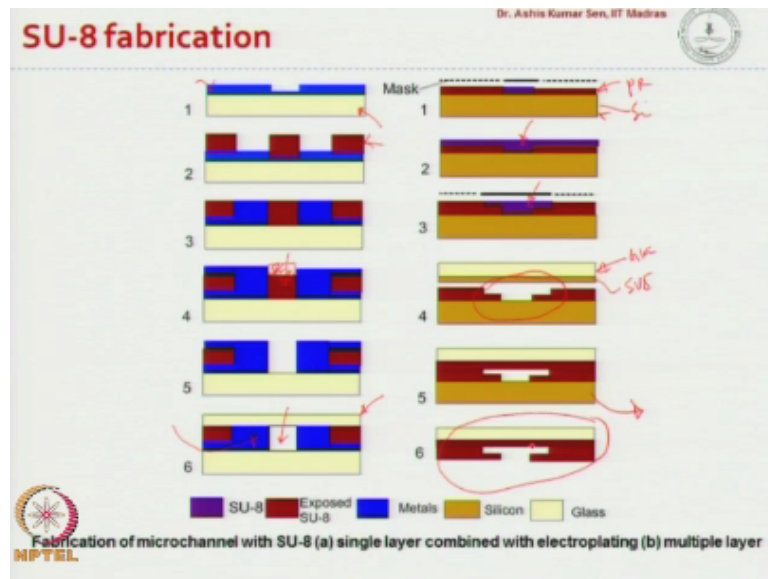 Dr. Ashis Kumar Sen, IIT Madras
SU-8 fabrication
1
2
3
4
5
6
Mask
1
PR
Si
2
3
4
SU8
5
6
SU-8
Exposed
SU-8
Metals
Silicon
Glass
Fabrication of microchannel with SU-8 (a) single layer combined with electroplating (b) multiple layer
NPTEL